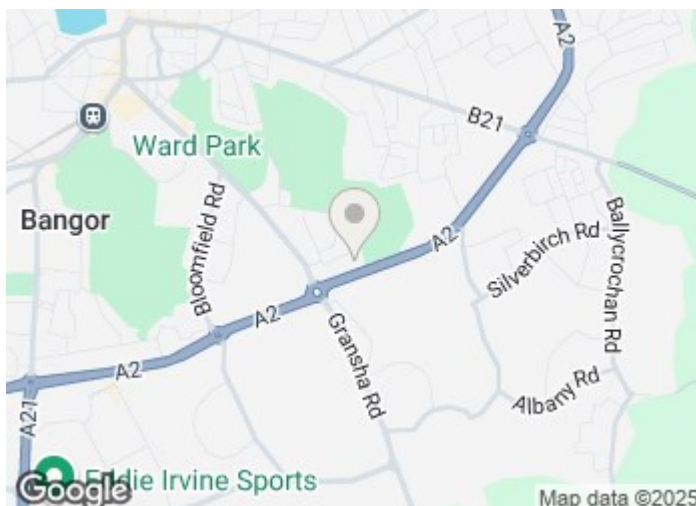 A2
B21
Ward Park
Bangor
Bloomfield Rd
A2
Silverbirch Rd
Ballycrochan Rd
A2
Gransha Rd
A2
Albany Rd
A21
Eddie Irvine Sports
Google
Map data ©2025